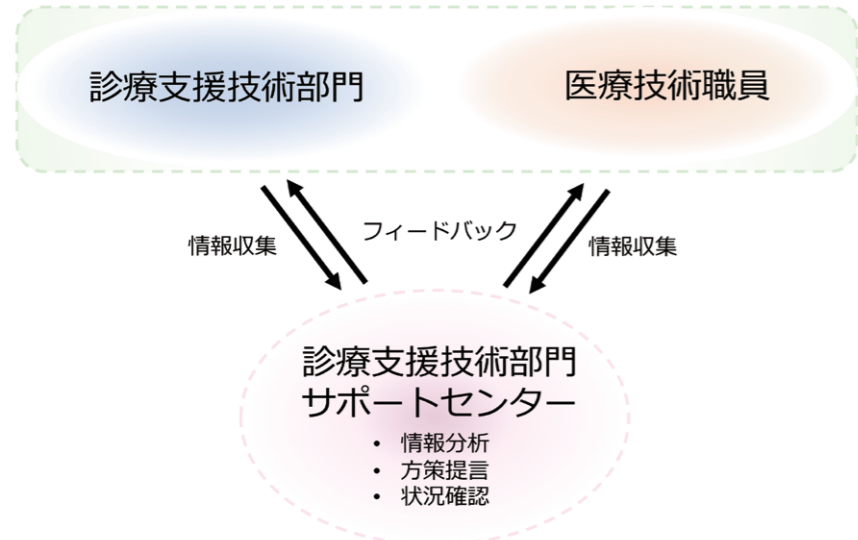 診療支援技術部門
医療技術職員
情報収集
フィードバック
情報収集
診療支援技術部門
サポートセンター
• 情報分析
• 方策提言
• 状況確認